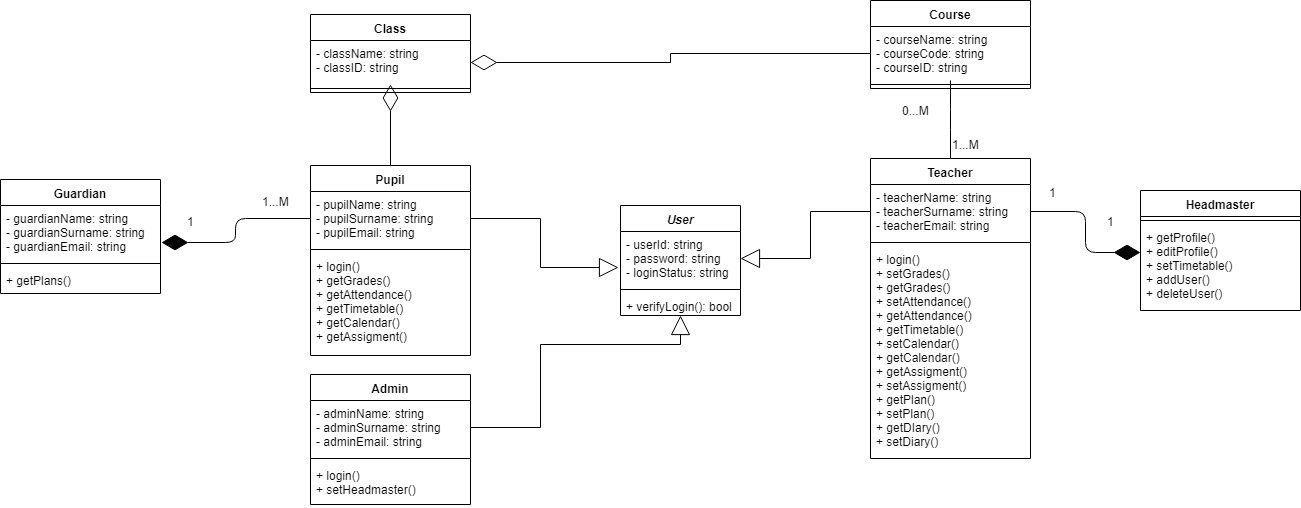 Class
- className: string
- classID: string
Course
- courseName: string
- courseCode: string
- courseID: string
0...M
1...M
Guardian
- guardianName: string
- guardianSurname: string
- guardianEmail: string
+ getPlans()
1
1...M
Pupil
- pupilName: string
- pupilSurname: string
- pupilEmail: string
+ login()
+ getGrades()
+ getAttendance()
+ getTimetable()
+ getCalendar()
+ getAssigment()
User
- userId: string
- password: string
- loginStatus: string
+ verifyLogin(): bool
Teacher
- teacherName: string
- teacherSurname: string
- teacherEmail: string
+ login()
+ setGrades()
+ getGrades()
+ setAttendance()
+ getAttendance()
+ getTimetable()
+ setCalendar()
+ getCalendar()
+ getAssigment()
+ setAssigment()
+ getPlan()
+ setPlan()
+ getDIary()
+ setDiary()
1
1
Headmaster
+ getProfile()
+ editProfile()
+ setTimetable()
+ addUser()
+ deleteUser()
Admin
- adminName: string
- adminSurname: string
- adminEmail: string
+ login()
+ setHeadmaster()